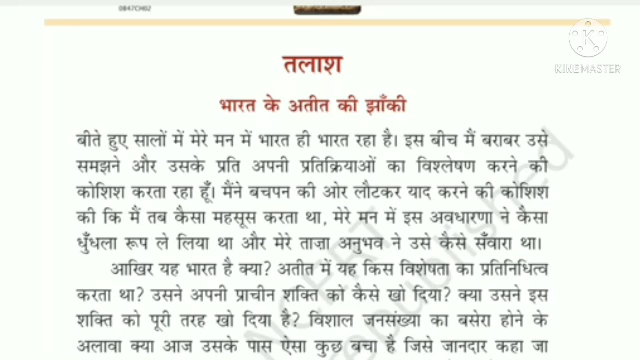 0847CH02
KINEMASTER
तलाश
भारत के अतीत की झाँकी
बीते हुए सालों में मेरे मन में भारत ही भारत रहा है। इस बीच मैं बराबर उसे
समझने और उसके प्रति अपनी प्रतिक्रियाओं का विश्लेषण करने की
कोशिश करता रहा हूँ। मैंने बचपन की ओर लौटकर याद करने की कोशिश
की कि मैं तब कैसा महसूस करता था, मेरे मन में इस अवधारणा ने कैसा
धुँधला रूप ले लिया था और मेरे ताज़ा अनुभव ने उसे कैसे सँवारा था।
आखिर यह भारत है क्या? अतीत में यह किस विशेषता का प्रतिनिधित्व
करता था? उसने अपनी प्राचीन शक्ति को कैसे खो दिया? क्या उसने इस
शक्ति को पूरी तरह खो दिया है? विशाल जनसंख्या का बसेरा होने के
अलावा क्या आज उसके पास ऐसा कुछ बचा है जिसे जानदार कहा जा